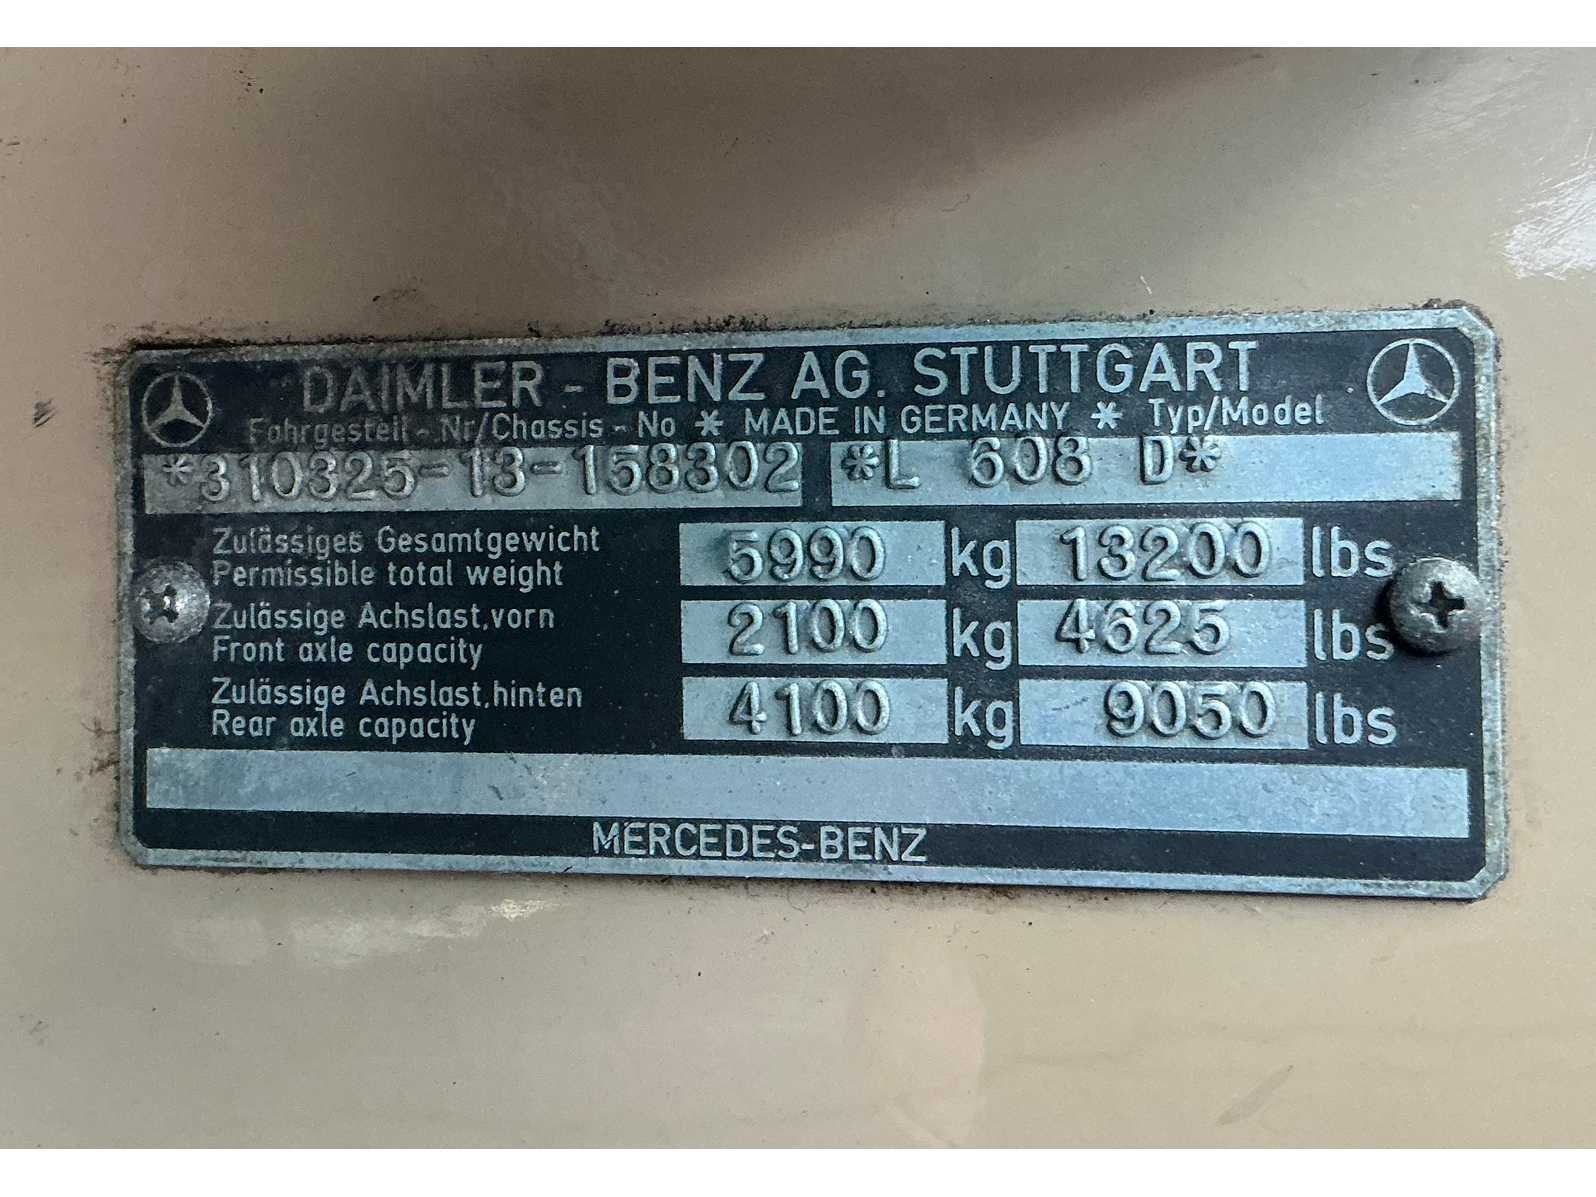 DAIMLER - BENZ AG. STUTTGART
Fahrgestell - Nr/Chassis - No * MADE IN GERMANY * Typ/Model
*310325-13-158302 *L 608 D*
Zulässiges Gesamtgewicht
Permissible total weight
5990 kg 13200 lbs
Zulässige Achslast,vorn
Front axle capacity
2100 kg 4625 lbs
Zulässige Achslast,hinten
Rear axle capacity
4100 kg 9050 lbs
MERCEDES-BENZ